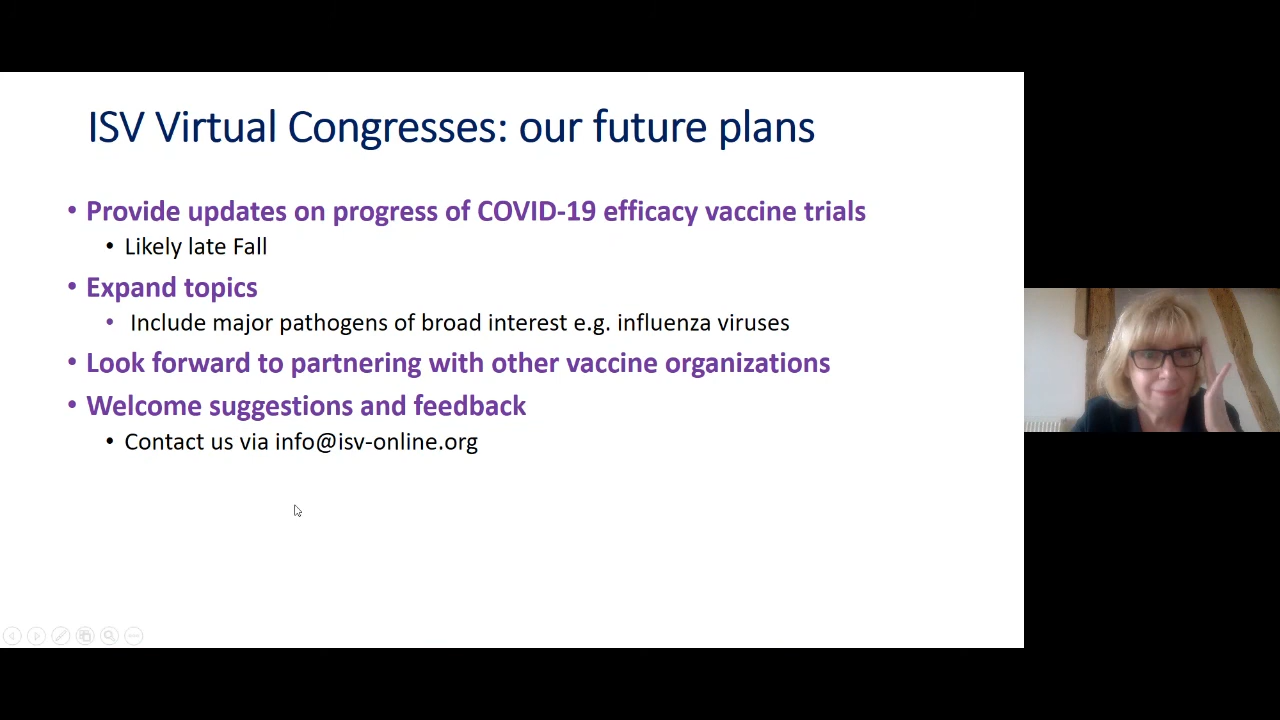 ISV Virtual Congresses: our future plans
• Provide updates on progress of COVID-19 efficacy vaccine trials
• Likely late Fall
• Expand topics
• Include major pathogens of broad interest e.g. influenza viruses
• Look forward to partnering with other vaccine organizations
• Welcome suggestions and feedback
• Contact us via info@isv-online.org